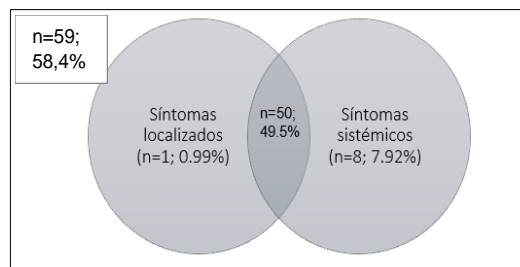 n=59;
58,4%
Síntomas
localizados
(n=1; 0.99%)
n=50;
49.5%
Síntomas
sistémicos
(n=8; 7.92%)